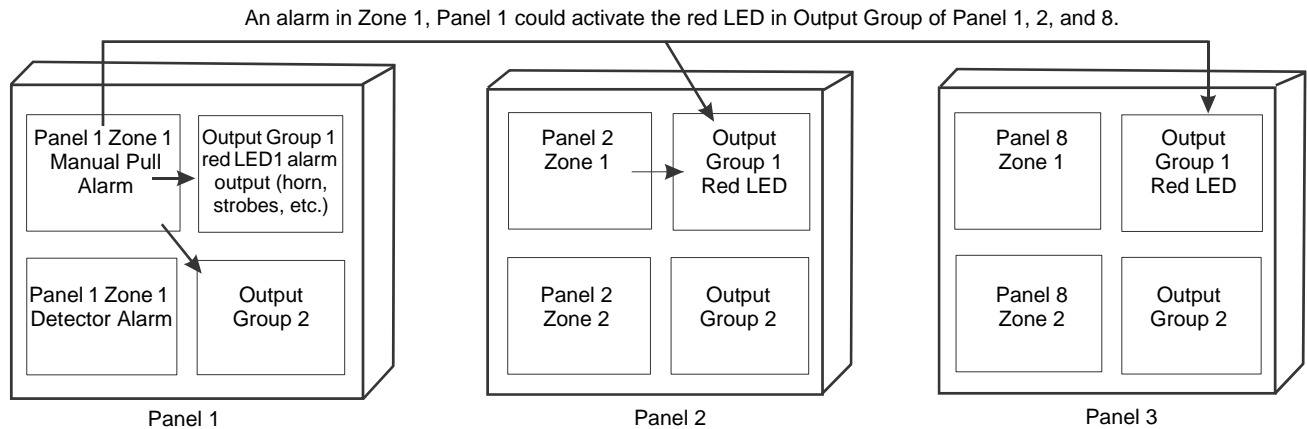 An alarm in Zone 1, Panel 1 could activate the red LED in Output Group of Panel 1, 2, and 8.
Panel 1 Zone 1
Manual Pull
Alarm
Output Group 1
red LED1 alarm
output (horn,
strobes, etc.)
Panel 1 Zone 1
Detector Alarm
Output
Group 2
Panel 1
Panel 2
Zone 1
Output
Group 1
Red LED
Panel 2
Zone 2
Output
Group 2
Panel 2
Panel 8
Zone 1
Output
Group 1
Red LED
Panel 8
Zone 2
Output
Group 2
Panel 3